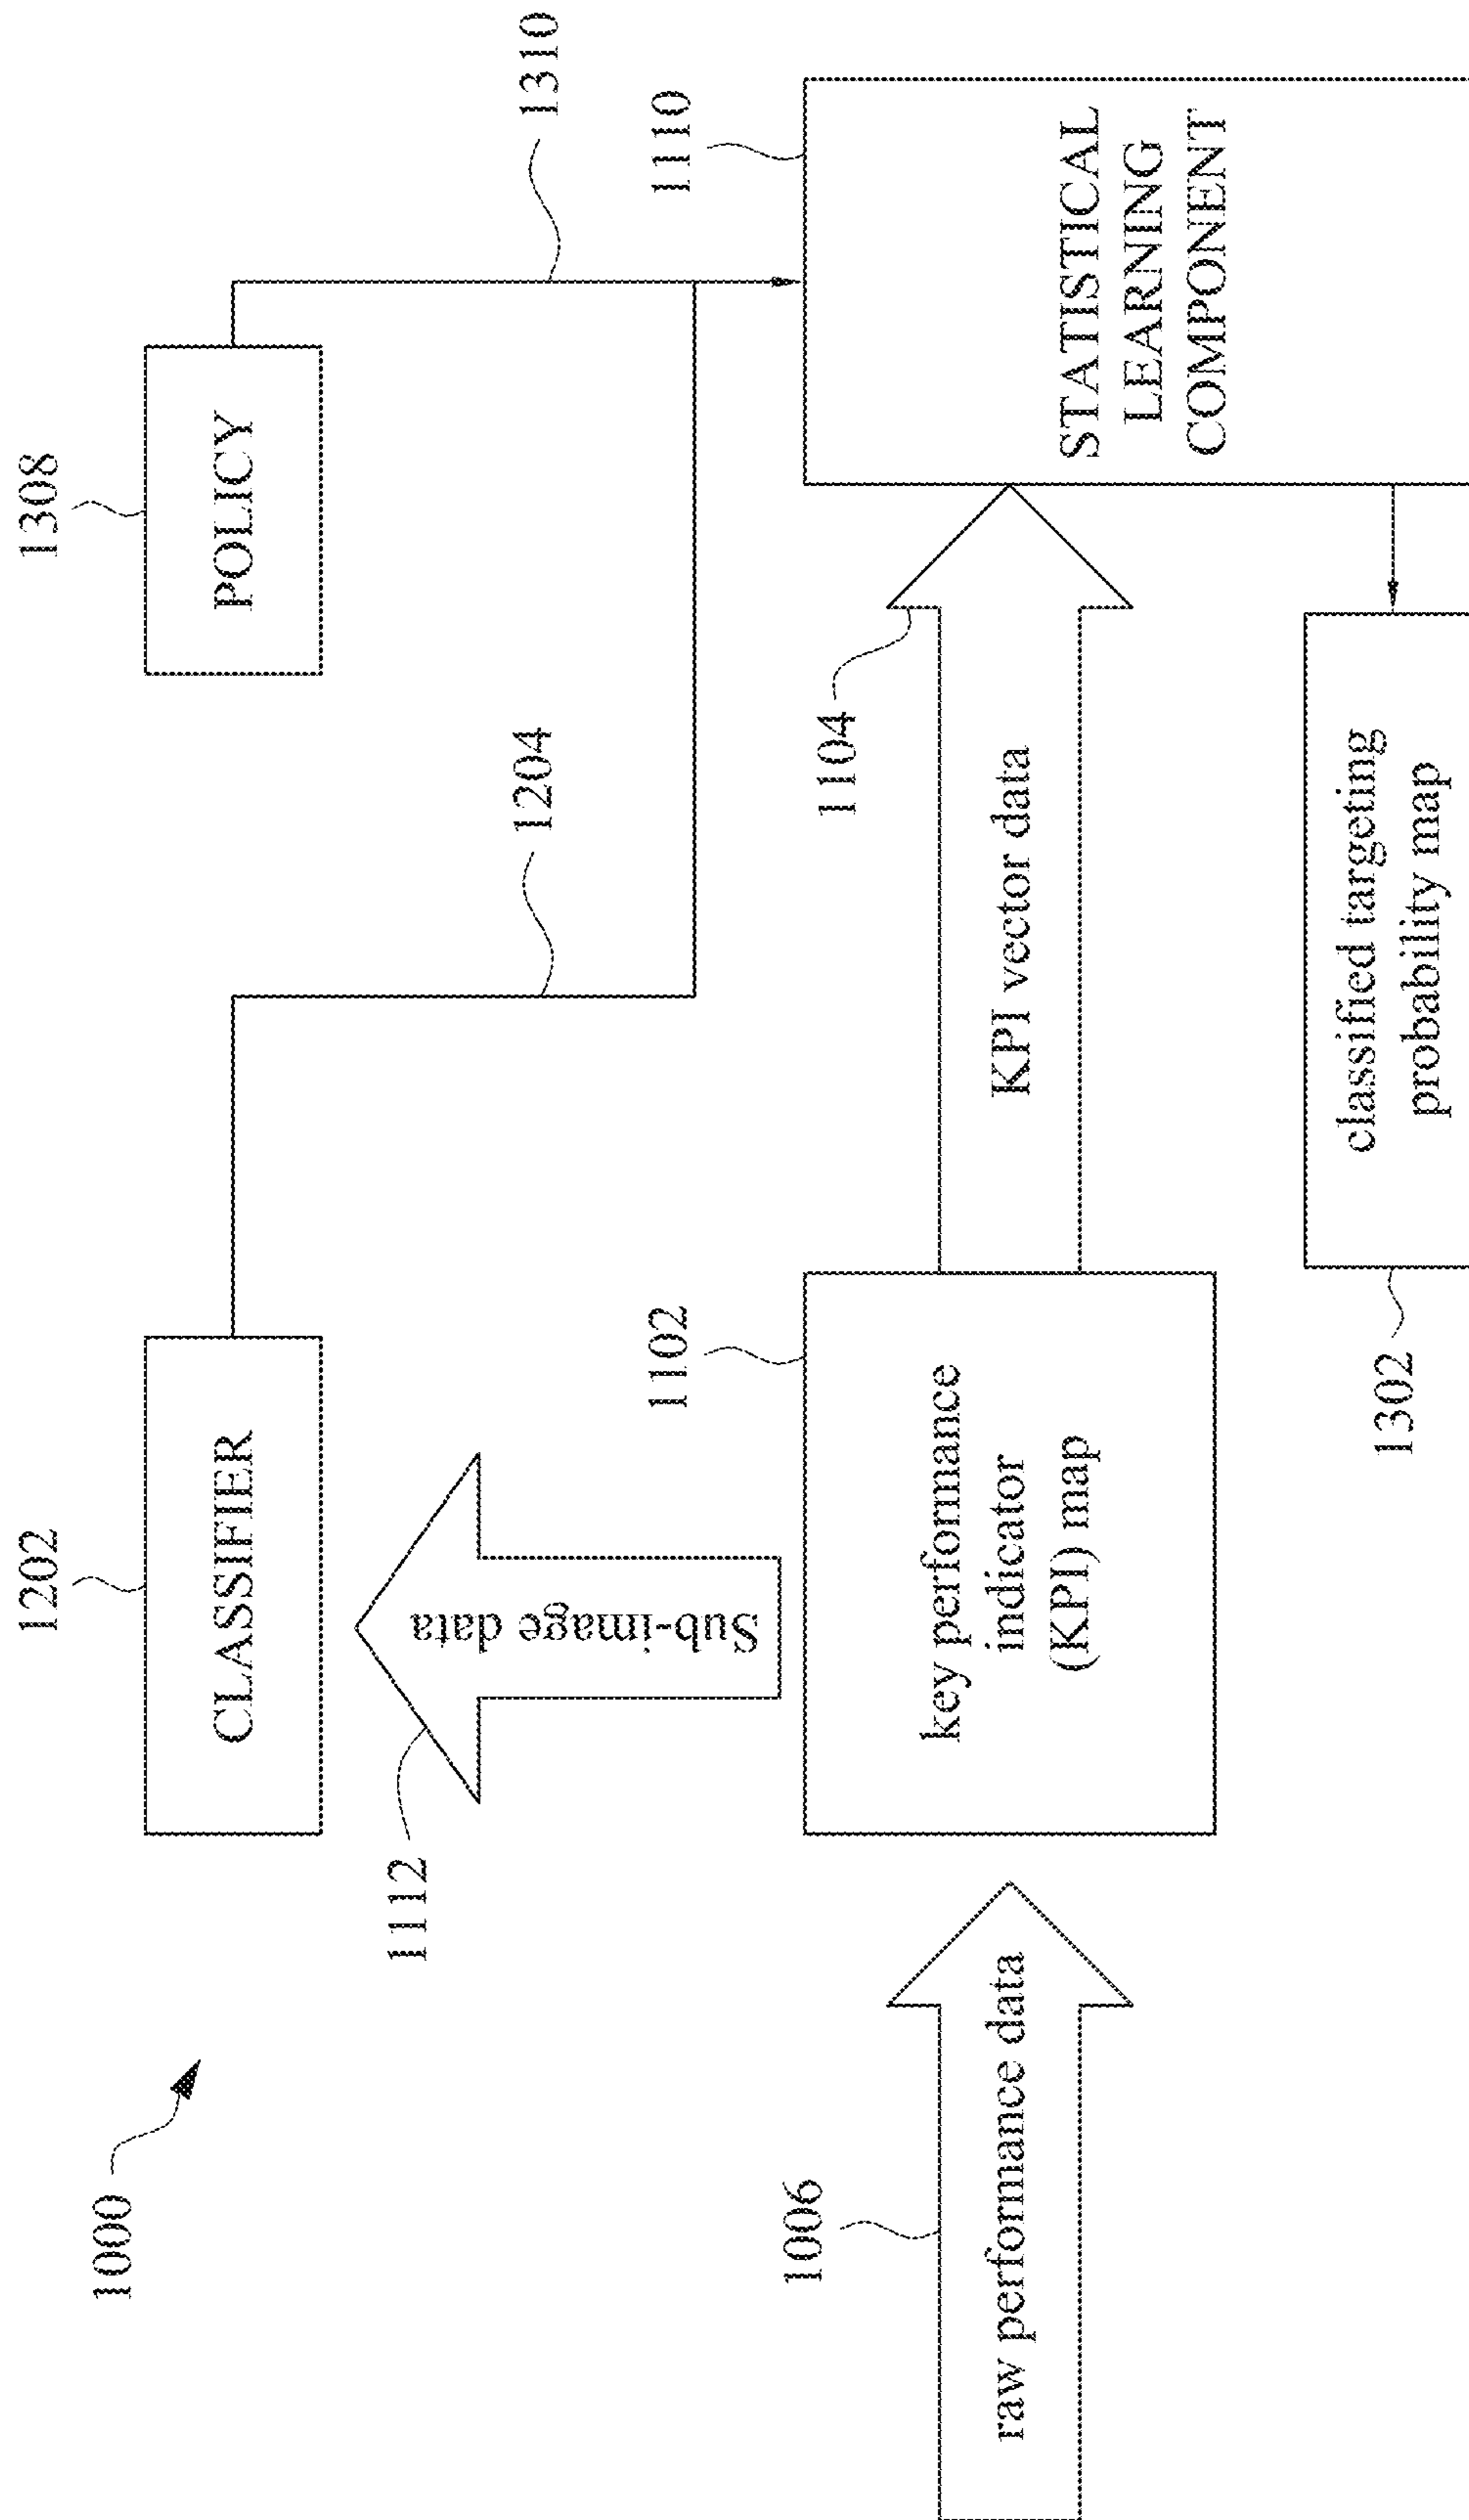 1000
1202
CLASSIFIER
1308
POLICY
1310
1204
1112
Sub-image data
1102
1110
1006
raw performance data
key performance
indicator
(KPI) map
1104
KPI vector data
STATISTICAL
LEARNING
COMPONENT
1302
classified targeting
probability map